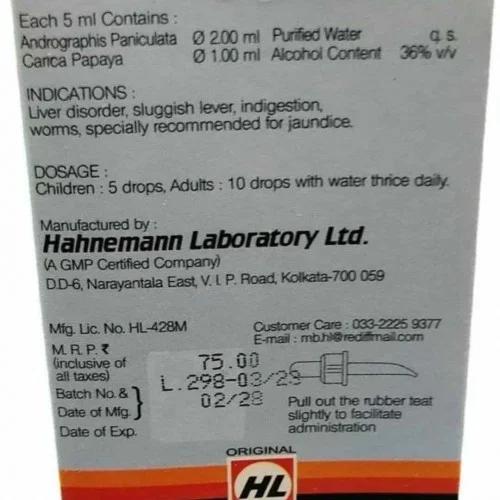 Each 5 ml Contains :
Andrographis Paniculata Ø 2.00 ml Purified Water q. s.
Carica Papaya Ø 1.00 ml Alcohol Content 36% v/v
INDICATIONS :
Liver disorder, sluggish lever, indigestion,
worms, specially recommended for jaundice.
DOSAGE :
Children : 5 drops, Adults : 10 drops with water thrice daily.
Manufactured by :
Hahnemann Laboratory Ltd.
(A GMP Certified Company)
D.D-6, Narayantala East, V. I. P. Road, Kolkata-700 059
Mfg. Lic. No. HL-428M
Customer Care : 033-2225 9377
E-mail : mb.hl@rediffmail.com
M. R. P. ₹
(inclusive of
all taxes)
75.00
Batch No. &
Date of Mfg.
L.298-03/23
Date of Exp.
02/28
Pull out the rubber teat
slightly to facilitate
administration
ORIGINAL
HL